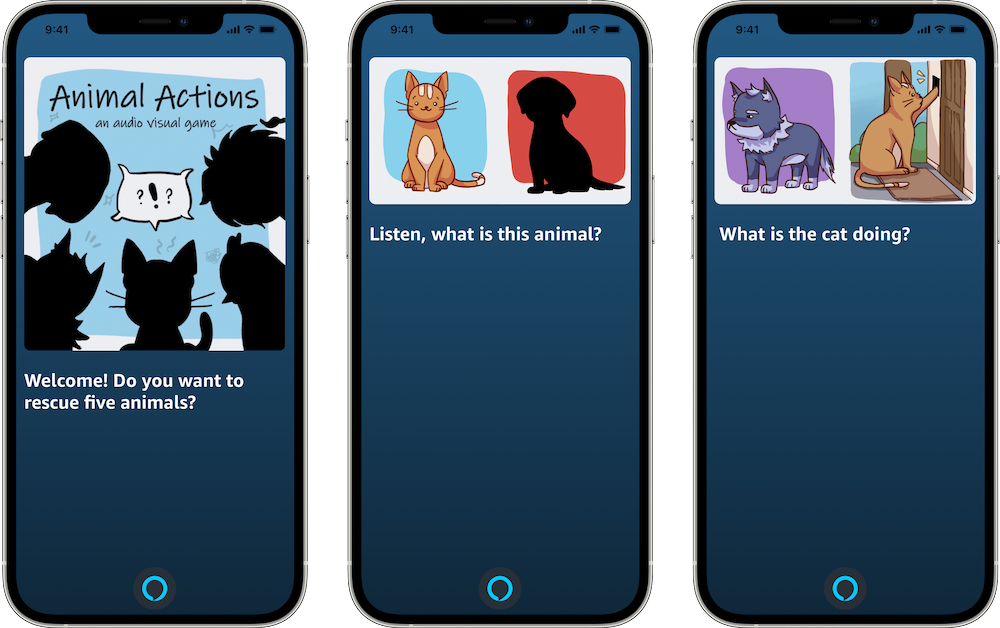 9:41
Animal Actions
an audio visual game
?!?
Welcome! Do you want to
rescue five animals?
9:41
Listen, what is this animal?
9:41
What is the cat doing?